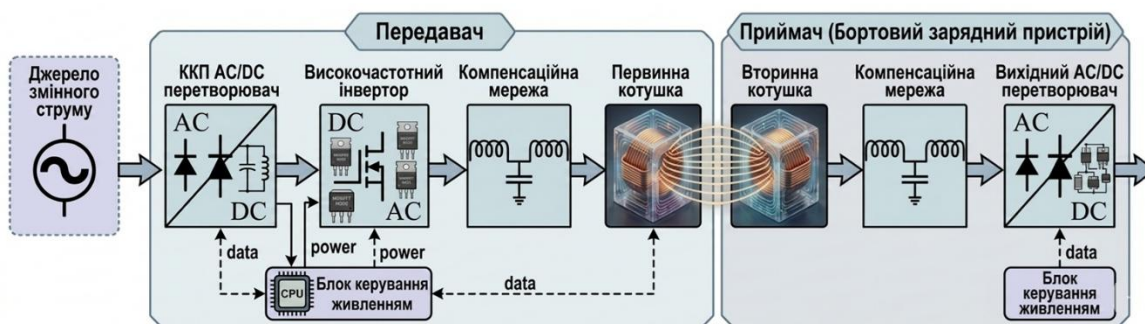 Передавач
Приймач (Бортовий зарядний пристрій)
Джерело
змінного
струму
ККП AC/DC
перетворювач
AC
DC
Високочастотний
інвертор
DC
AC
Компенсаційна
мережа
Первинна
котушка
Вторинна
котушка
Компенсаційна
мережа
Вихідний AC/DC
перетворювач
AC
DC
data
power
power
data
data
CPU
Блок керування
живленням
Блок
керування
живленням